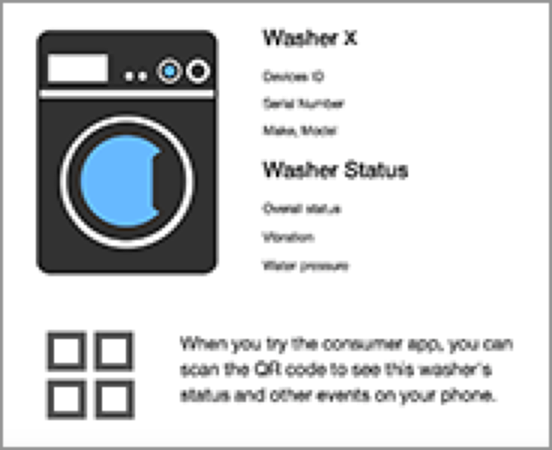 Washer X
Devices ID
Serial Number
Make, Model
Washer Status
Overall status
Vibration
Water pressure
When you try the consumer app, you can
scan the QR code to see this washer's
status and other events on your phone.